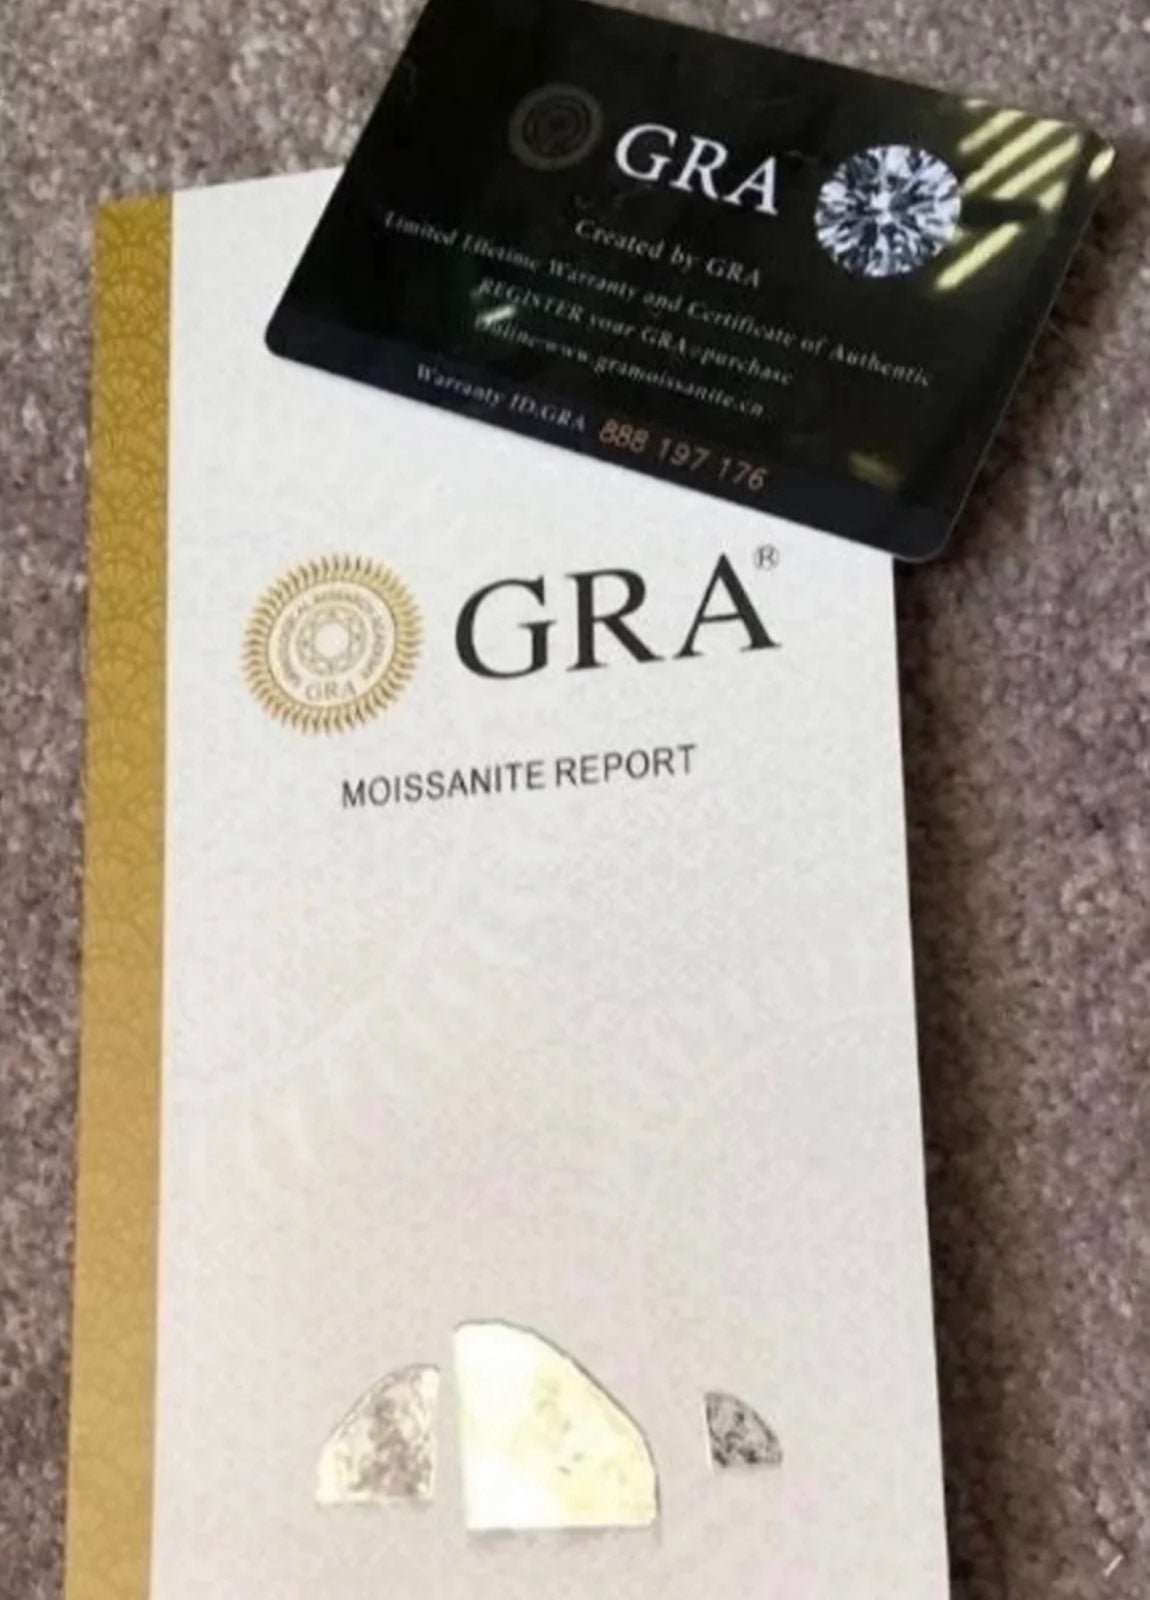 GRA
Created by GRA
Limited Lifetime Warranty and Certificate of Authentic
REGISTER your GRA purchase
Online www.gramoissanite.cn
Warranty ID.GRA 888 197 176
GRA
GRA®
MOISSANITE REPORT